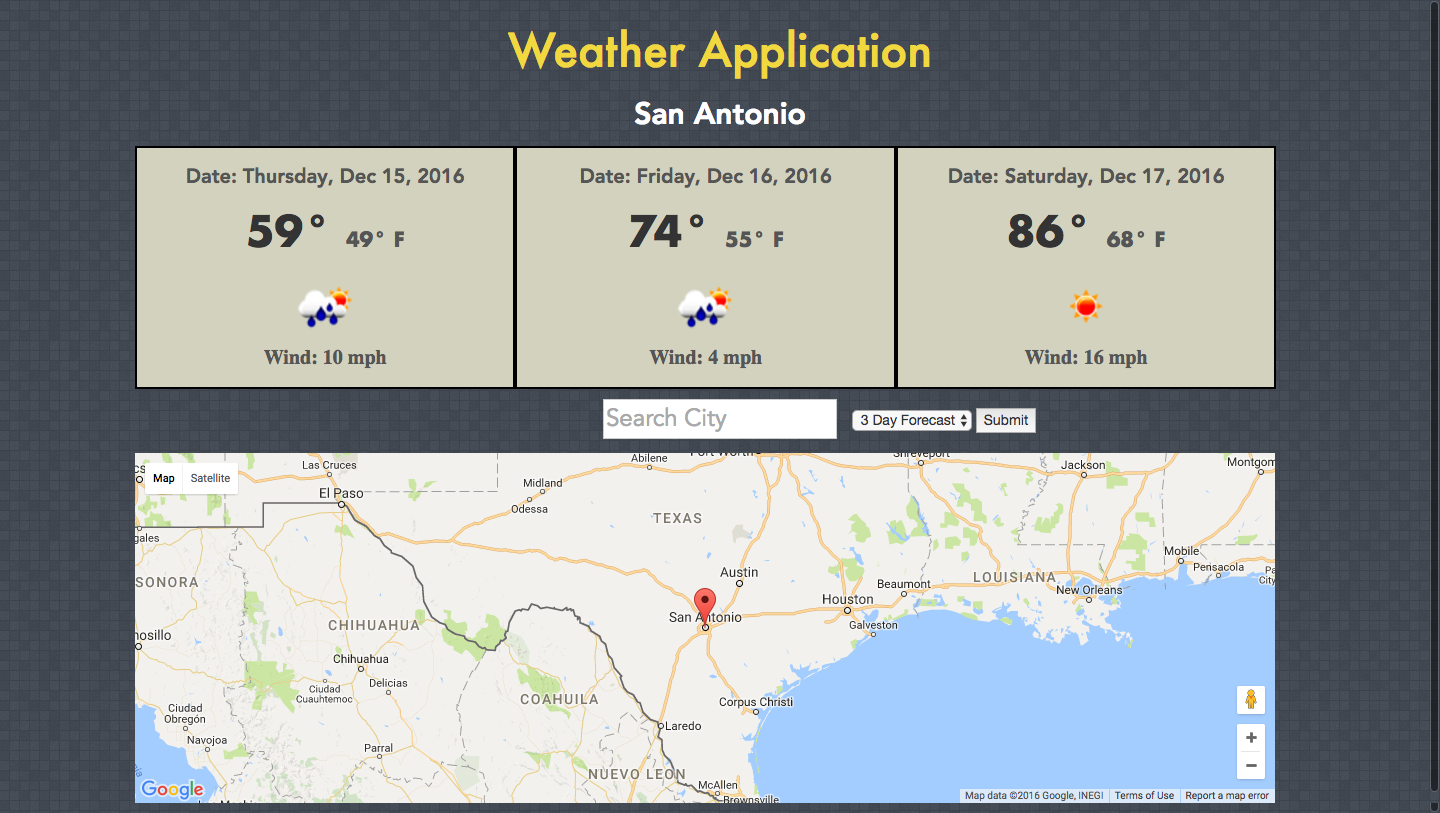 Weather Application
San Antonio
Date: Thursday, Dec 15, 2016
59° 49° F
Wind: 10 mph
Date: Friday, Dec 16, 2016
74° 55° F
Wind: 4 mph
Date: Saturday, Dec 17, 2016
86° 68° F
Wind: 16 mph
Search City
3 Day Forecast
Submit
Map
Satellite
Las Cruces
El Paso
Abilene
Midland
Odessa
TEXAS
Shreveport
Jackson
Montgom
gales
SONORA
Austin
San Antonio
Houston
Beaumont
Galveston
LOUISIANA
New Orleans
Mobile
Pensacola
Pa
City
mosillo
CHIHUAHUA
Chihuahua
Ciudad
Cuauhtemoc
Delicias
COAHUILA
Corpus Christi
Laredo
Ciudad
Obregón
Navojoa
Parral
NUEVO LEON
McAllen
Brownsville
Google
Map data ©2016 Google, INEGI
Terms of Use
Report a map error